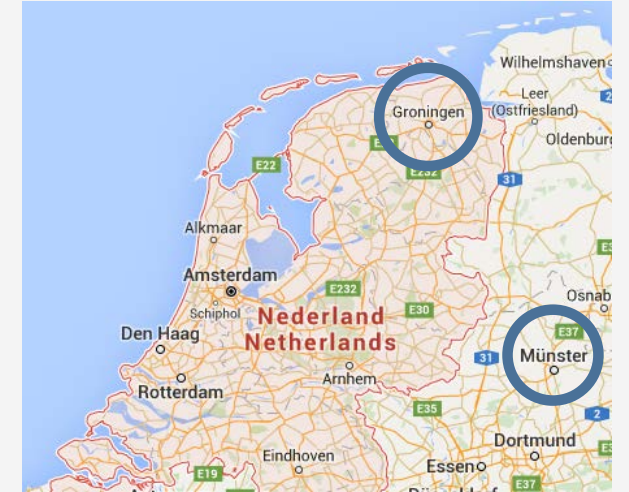 Wilhelmshaven
Leer
(Ostfriesland)
2
Groningen
Oldenburg
E22
E232
31
Alkmaar
Amsterdam
Schiphol
E232
E30
Nederland
Netherlands
Osnab
E37
Den Haag
31
Münster
Rotterdam
Arnhem
E35
2
Dortmund
Eindhoven
Essen
E19
E37